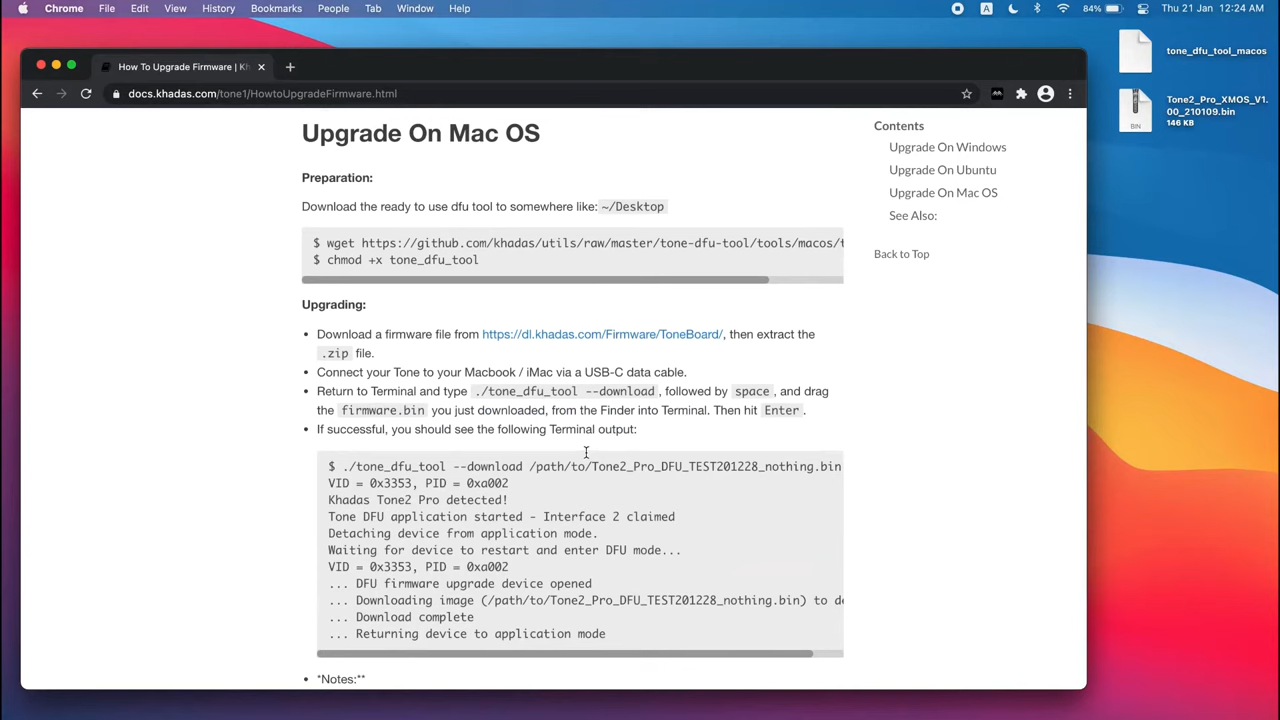 Chrome File Edit View History Bookmarks People Tab Window Help
A 84% Thu 21 Jan 12:24 AM
How To Upgrade Firmware | Kh
docs.khadas.com/tone1/HowtoUpgradeFirmware.html
tone_dfu_tool_macos
BIN
Tone2_Pro_XMOS_V1.
00_210109.bin
146 KB
Upgrade On Mac OS
Preparation:
Download the ready to use dfu tool to somewhere like: ~/Desktop
$ wget https://github.com/khadas/utils/raw/master/tone-dfu-tool/tools/macos/t
$ chmod +x tone_dfu_tool
Upgrading:
• Download a firmware file from https://dl.khadas.com/Firmware/ToneBoard/, then extract the
.zip file.
• Connect your Tone to your Macbook / iMac via a USB-C data cable.
• Return to Terminal and type ./tone_dfu_tool --download, followed by space, and drag
the firmware.bin you just downloaded, from the Finder into Terminal. Then hit Enter.
• If successful, you should see the following Terminal output:
$ ./tone_dfu_tool --download /path/to/Tone2_Pro_DFU_TEST201228_nothing.bin
VID = 0x3353, PID = 0xa002
Khadas Tone2 Pro detected!
Tone DFU application started - Interface 2 claimed
Detaching device from application mode.
Waiting for device to restart and enter DFU mode...
VID = 0x3353, PID = 0xa002
... DFU firmware upgrade device opened
... Downloading image (/path/to/Tone2_Pro_DFU_TEST201228_nothing.bin) to de
... Download complete
... Returning device to application mode
• *Notes:**
Contents
Upgrade On Windows
Upgrade On Ubuntu
Upgrade On Mac OS
See Also:
Back to Top